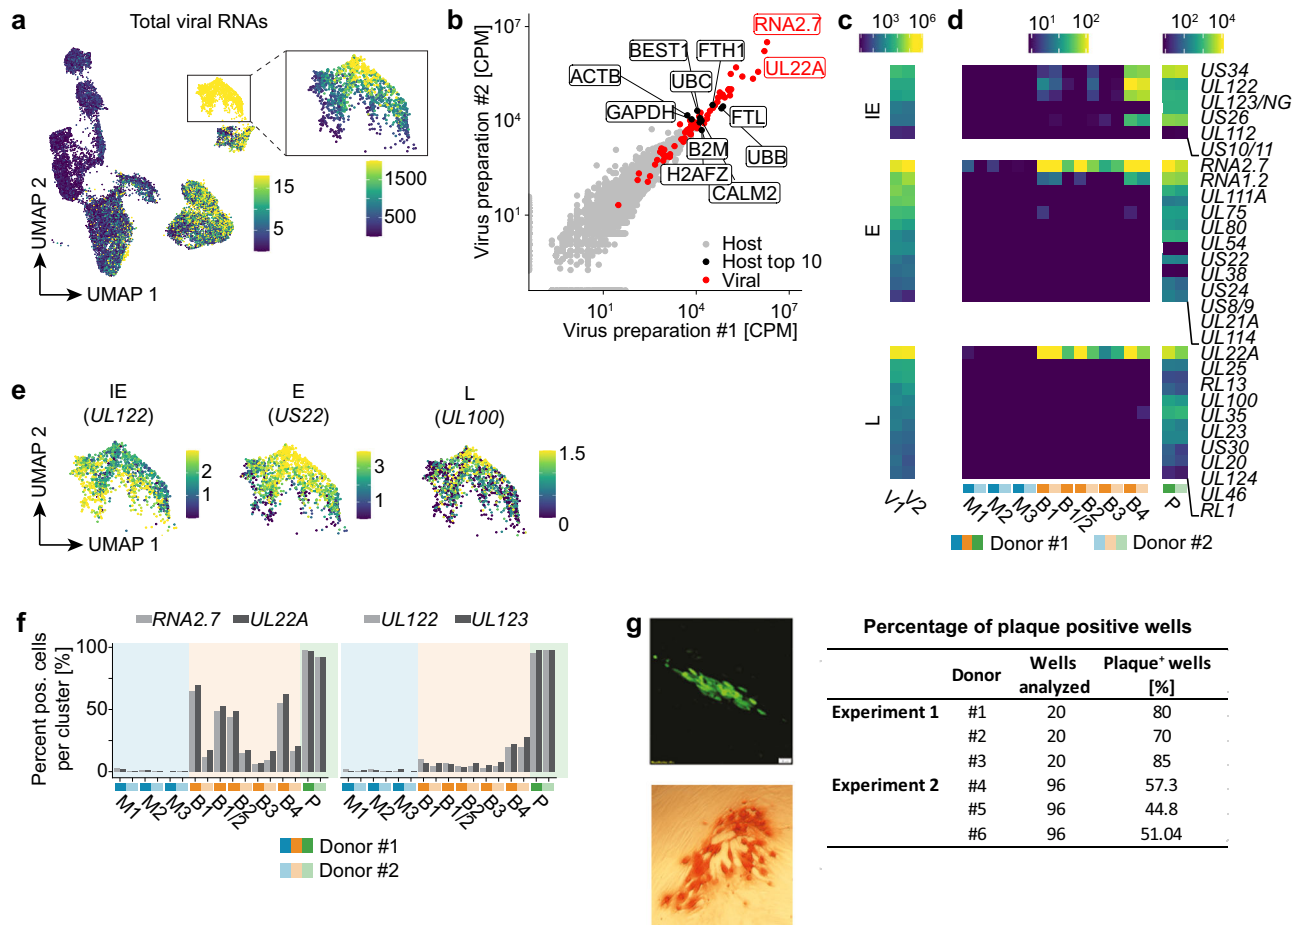 a
Total viral RNAs
UMAP 2
UMAP 1
15
5
1500
500
b
Virus preparation #2 [CPM]
10⁷
10⁴
10¹
RNA2.7
UL22A
BEST1
FTH1
ACTB
UBC
GAPDH
FTL
B2M
UBB
H2AFZ
CALM2
Host
Host top 10
Viral
10¹
10⁴
10⁷
Virus preparation #1 [CPM]
c
10³ 10⁶
IE
E
L
V1 V2
d
10¹ 10²
10² 10⁴
US34
UL122
UL123/NG
US26
UL112
US10/11
RNA2.7
RNA1.2
UL111A
UL75
UL80
UL54
US22
UL38
US24
US8/9
UL21A
UL114
UL22A
UL25
RL13
UL100
UL35
UL23
US30
UL20
UL124
UL46
RL1
M1 M2 M3 B1 B1/2 B2 B3 B4 P
Donor #1
Donor #2
e
IE
(UL122)
E
(US22)
L
(UL100)
UMAP 2
UMAP 1
2
1
3
1
1.5
0
f
RNA2.7 UL22A
UL122 UL123
Percent pos. cells
per cluster [%]
100
50
0
M1 M2 M3 B1 B1/2 B2 B3 B4 P
M1 M2 M3 B1 B1/2 B2 B3 B4 P
Donor #1
Donor #2
g
Percentage of plaque positive wells
Donor Wells analyzed Plaque⁺ wells [%]
Experiment 1 #1 20 80
#2 20 70
#3 20 85
Experiment 2 #4 96 57.3
#5 96 44.8
#6 96 51.04